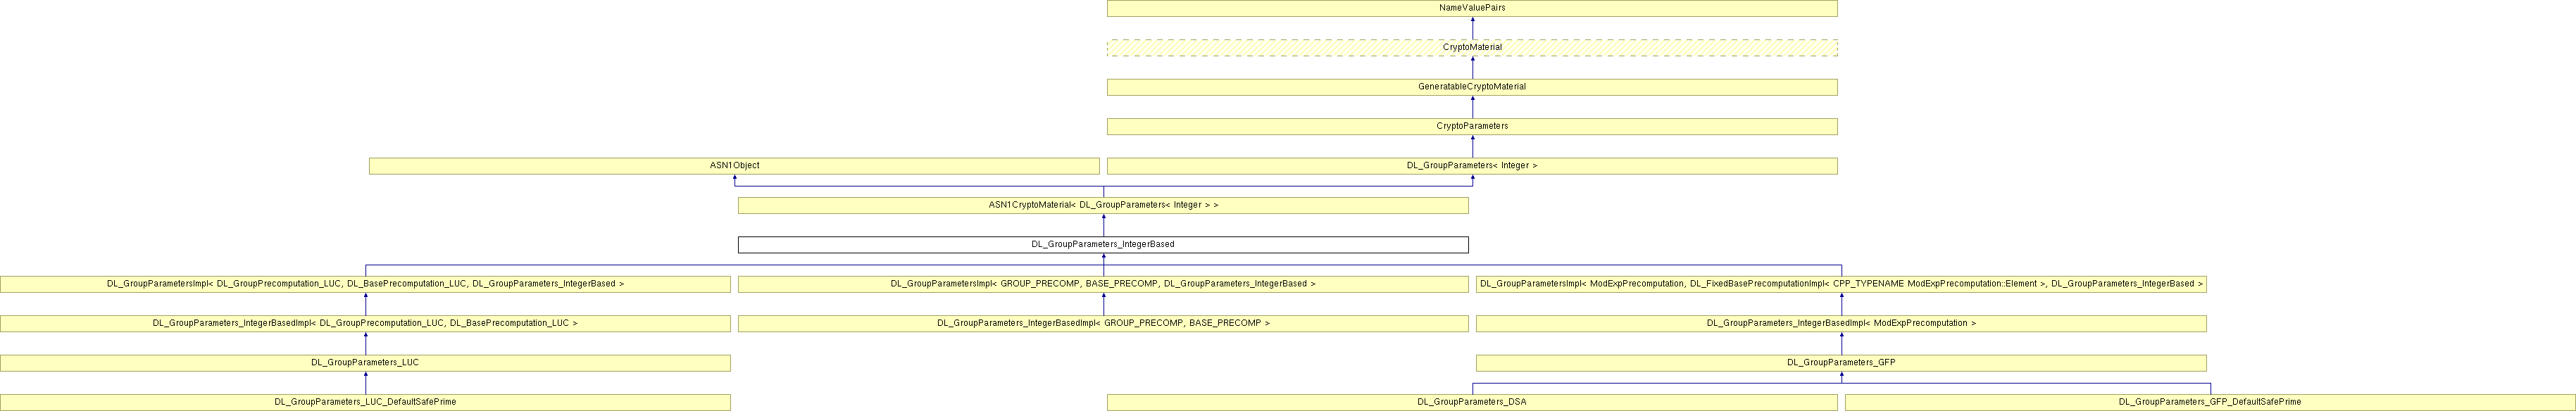 NameValuePairs
CryptoMaterial
GeneratableCryptoMaterial
CryptoParameters
ASN1Object
DL_GroupParameters< Integer >
ASN1CryptoMaterial< DL_GroupParameters< Integer > >
DL_GroupParameters_IntegerBased
DL_GroupParametersImpl< DL_GroupPrecomputation_LUC, DL_BasePrecomputation_LUC, DL_GroupParameters_IntegerBased >
DL_GroupParametersImpl< GROUP_PRECOMP, BASE_PRECOMP, DL_GroupParameters_IntegerBased >
DL_GroupParametersImpl< ModExpPrecomputation, DL_FixedBasePrecomputationImpl< CPP_TYPENAME ModExpPrecomputation::Element >, DL_GroupParameters_IntegerBased >
DL_GroupParameters_IntegerBasedImpl< DL_GroupPrecomputation_LUC, DL_BasePrecomputation_LUC >
DL_GroupParameters_IntegerBasedImpl< GROUP_PRECOMP, BASE_PRECOMP >
DL_GroupParameters_IntegerBasedImpl< ModExpPrecomputation >
DL_GroupParameters_LUC
DL_GroupParameters_GFP
DL_GroupParameters_LUC_DefaultSafePrime
DL_GroupParameters_DSA
DL_GroupParameters_GFP_DefaultSafePrime